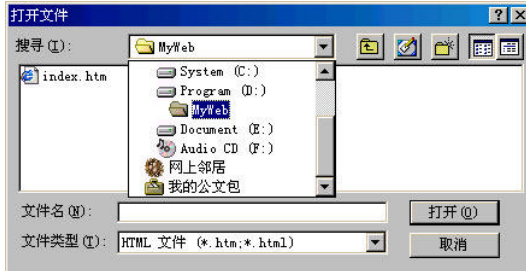 打开文件
搜寻(I):
MyWeb
index.htm
System (C:)
Program (D:)
MyWeb
Document (E:)
Audio CD (F:)
网上邻居
我的公文包
文件名(N):
打开(O)
文件类型(T):
HTML 文件 (*.htm;*.html)
取消